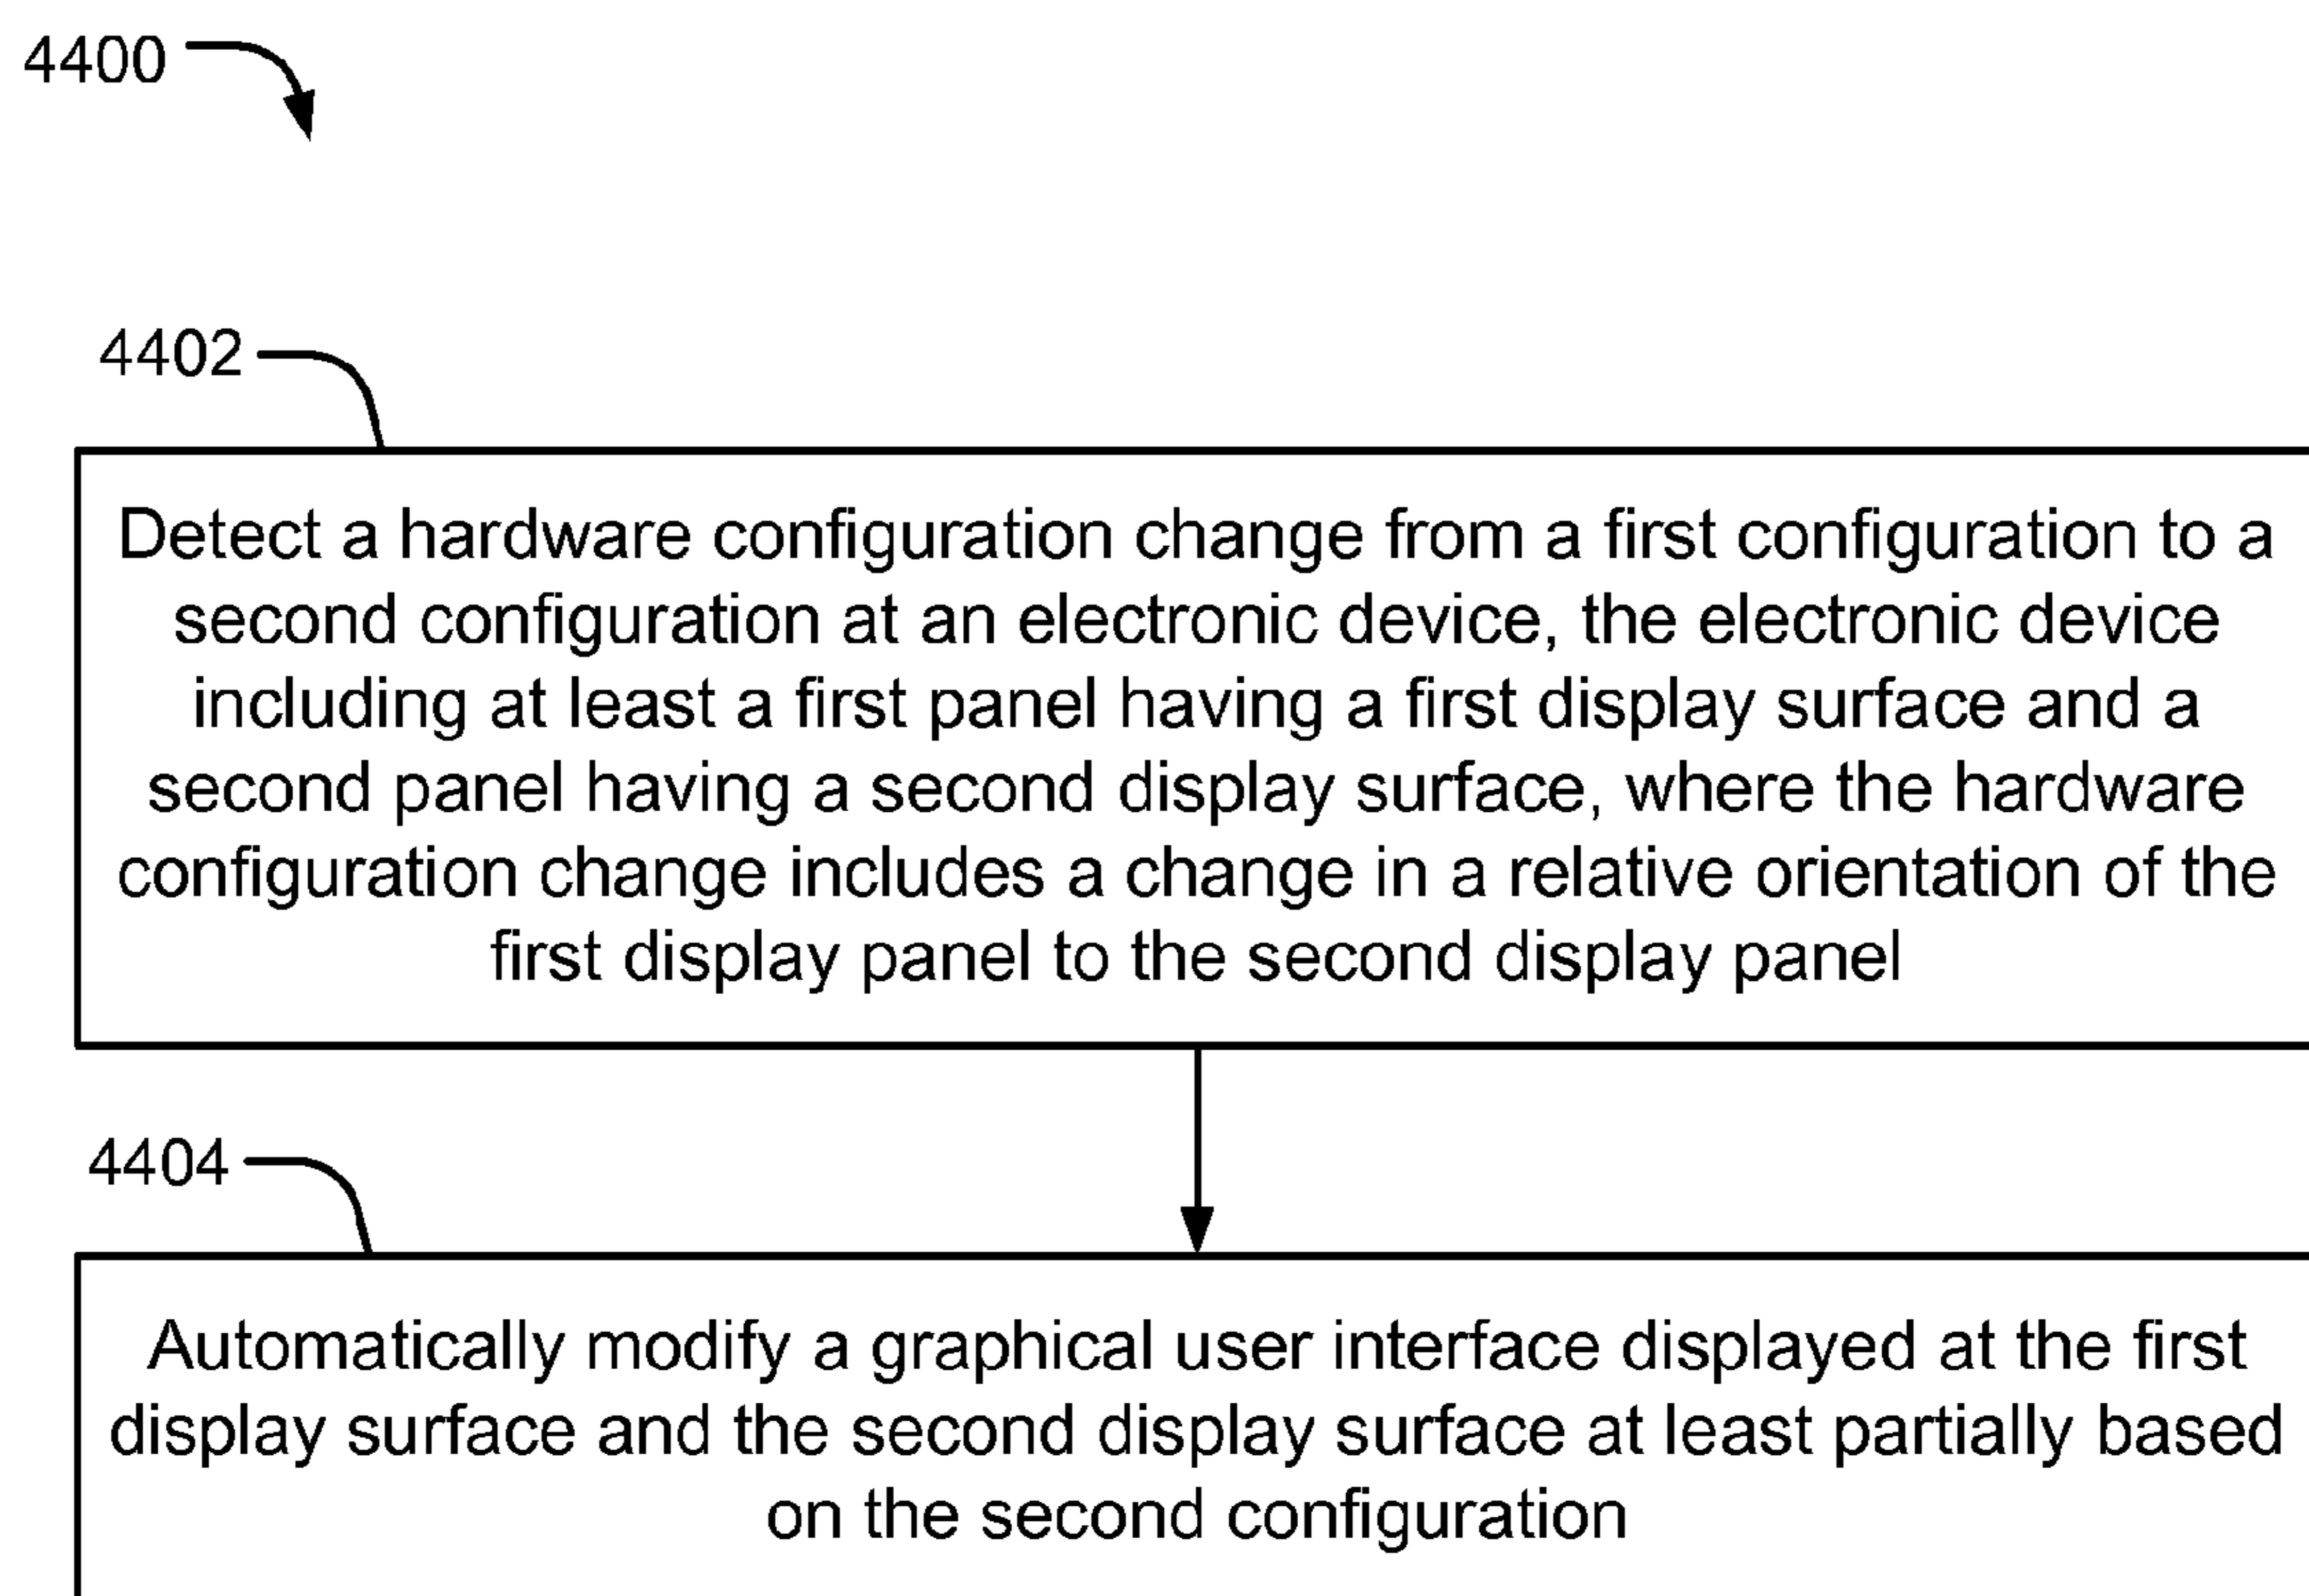 4400
4402
Detect a hardware configuration change from a first configuration to a
second configuration at an electronic device, the electronic device
including at least a first panel having a first display surface and a
second panel having a second display surface, where the hardware
configuration change includes a change in a relative orientation of the
first display panel to the second display panel
4404
Automatically modify a graphical user interface displayed at the first
display surface and the second display surface at least partially based
on the second configuration